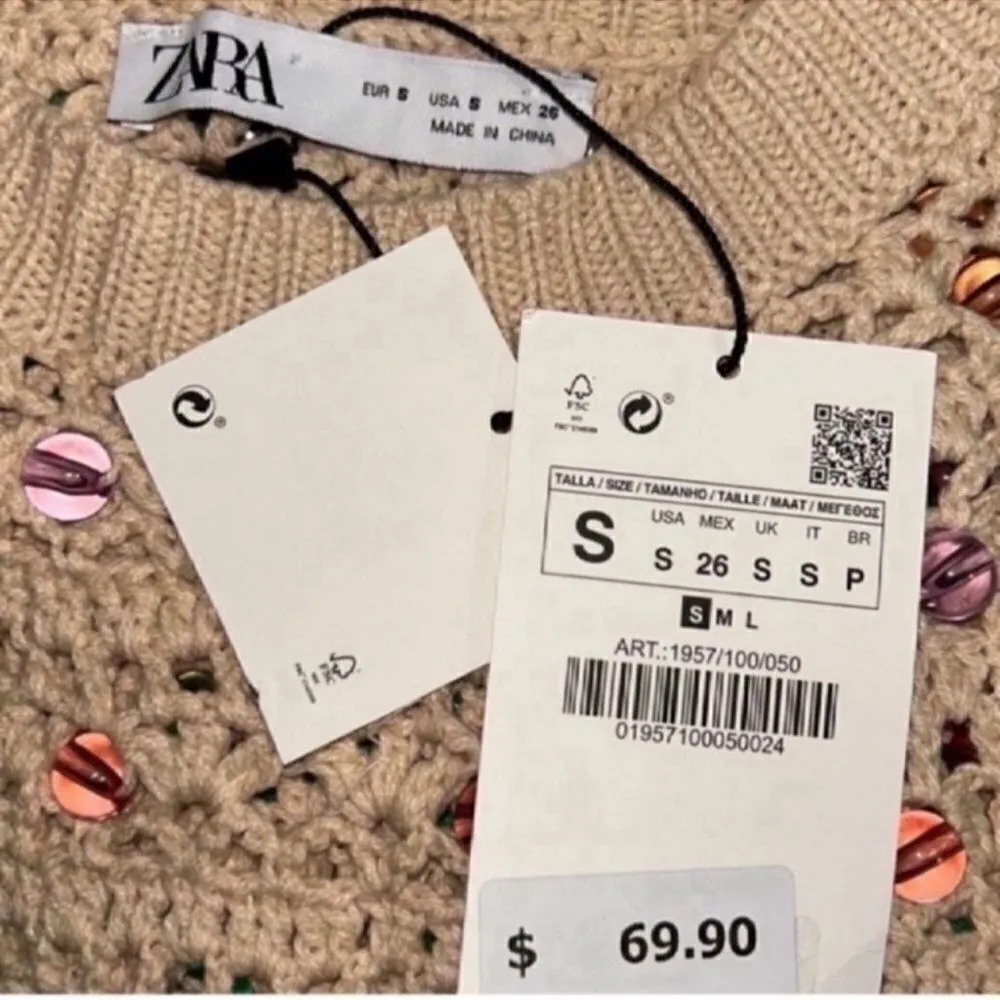 ZARA
EUR S USA S MEX 26
MADE IN CHINA
FSC
TALLA / SIZE / TAMANHO / TAILLE / MAAT / ΜΕΓΕΘΟΣ
S
USA MEX UK IT BR
S 26 S S P
S M L
ART.:1957/100/050
01957100050024
$ 69.90